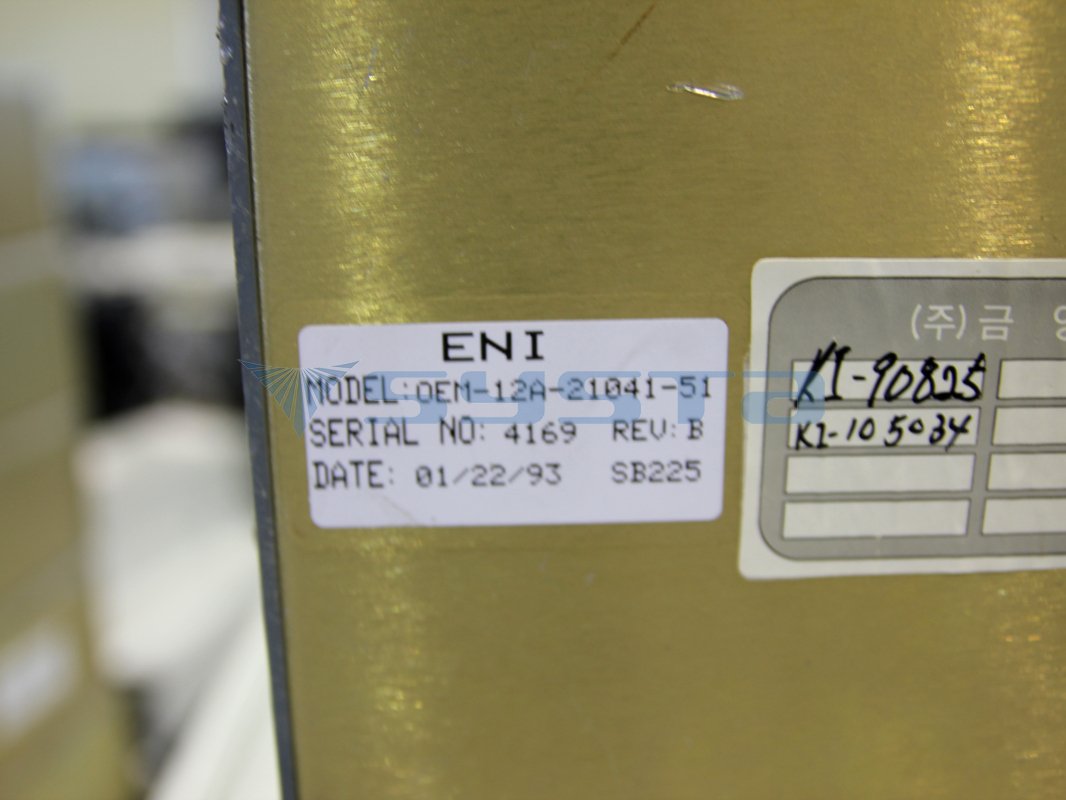 ENI
MODEL:OEM-12A-21041-51
SERIAL NO: 4169 REV: B
DATE: 01/22/93 SB225
(주)금
KI-90825
KI-105034
systa